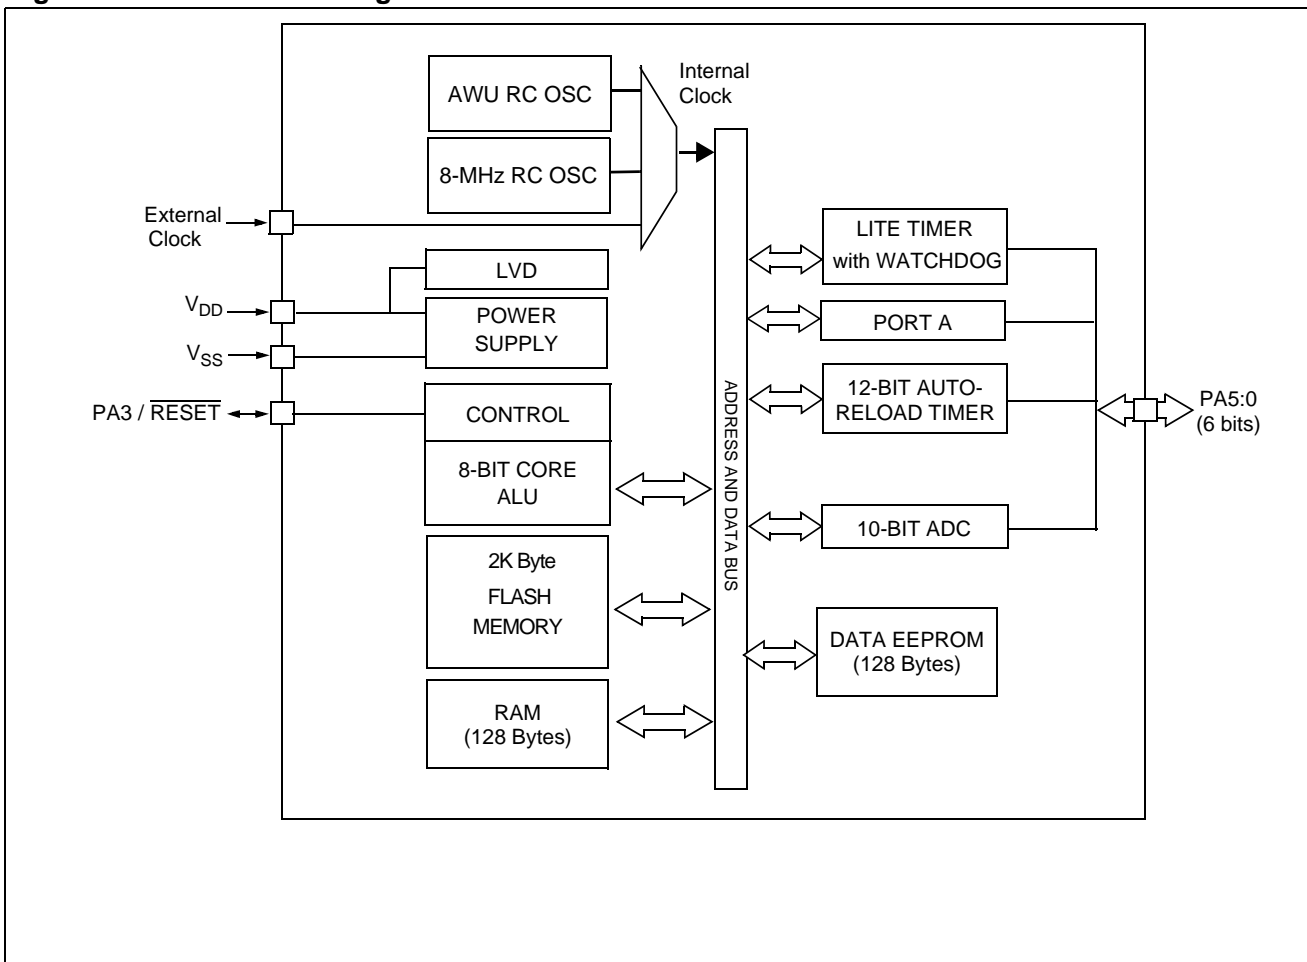 AWU RC OSC
Internal
Clock
8-MHz RC OSC
External
Clock
LITE TIMER
with WATCHDOG
LVD
VDD
POWER
SUPPLY
PORT A
VSS
12-BIT AUTO-
RELOAD TIMER
PA3 / RESET
CONTROL
PA5:0
(6 bits)
8-BIT CORE
ALU
ADDRESS AND DATA BUS
10-BIT ADC
2K Byte
FLASH
MEMORY
DATA EEPROM
(128 Bytes)
RAM
(128 Bytes)